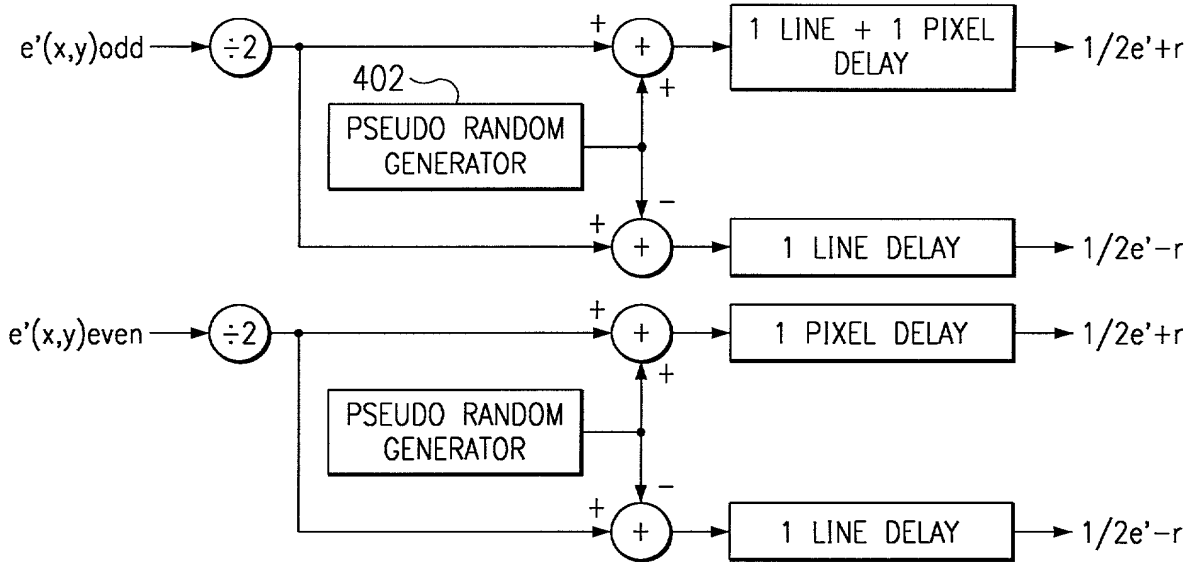 e'(x,y)odd
÷2
+
+
+
1 LINE + 1 PIXEL
DELAY
1/2e'+r
402
PSEUDO RANDOM
GENERATOR
−
+
+
1 LINE DELAY
1/2e'−r
e'(x,y)even
÷2
+
+
+
1 PIXEL DELAY
1/2e'+r
PSEUDO RANDOM
GENERATOR
−
+
+
1 LINE DELAY
1/2e'−r